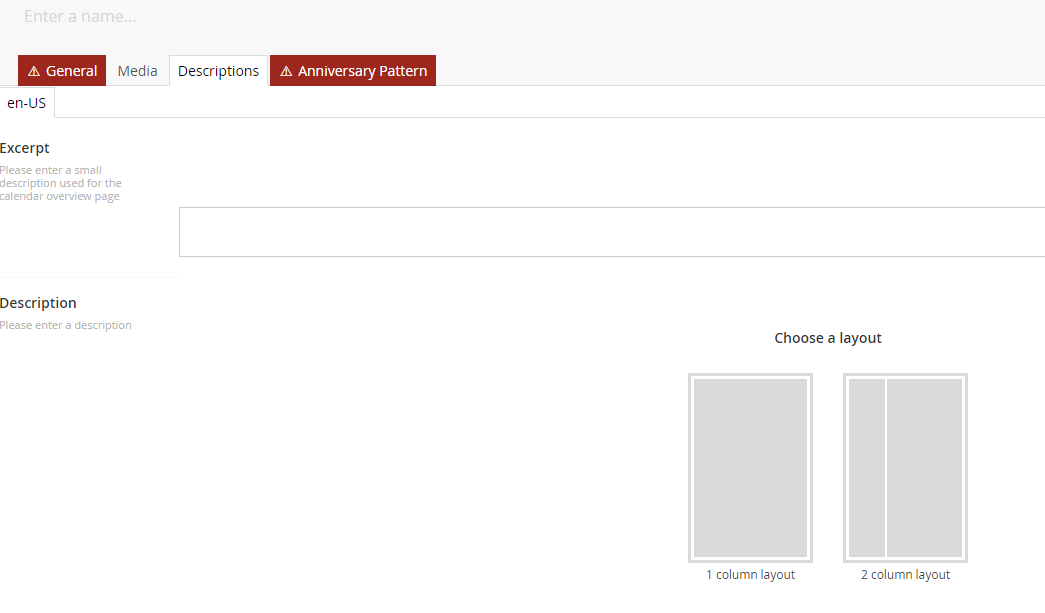 Enter a name...
⚠ General Media Descriptions ⚠ Anniversary Pattern
en-US
Excerpt
Please enter a small
description used for the
calendar overview page
Description
Please enter a description
Choose a layout
1 column layout 2 column layout